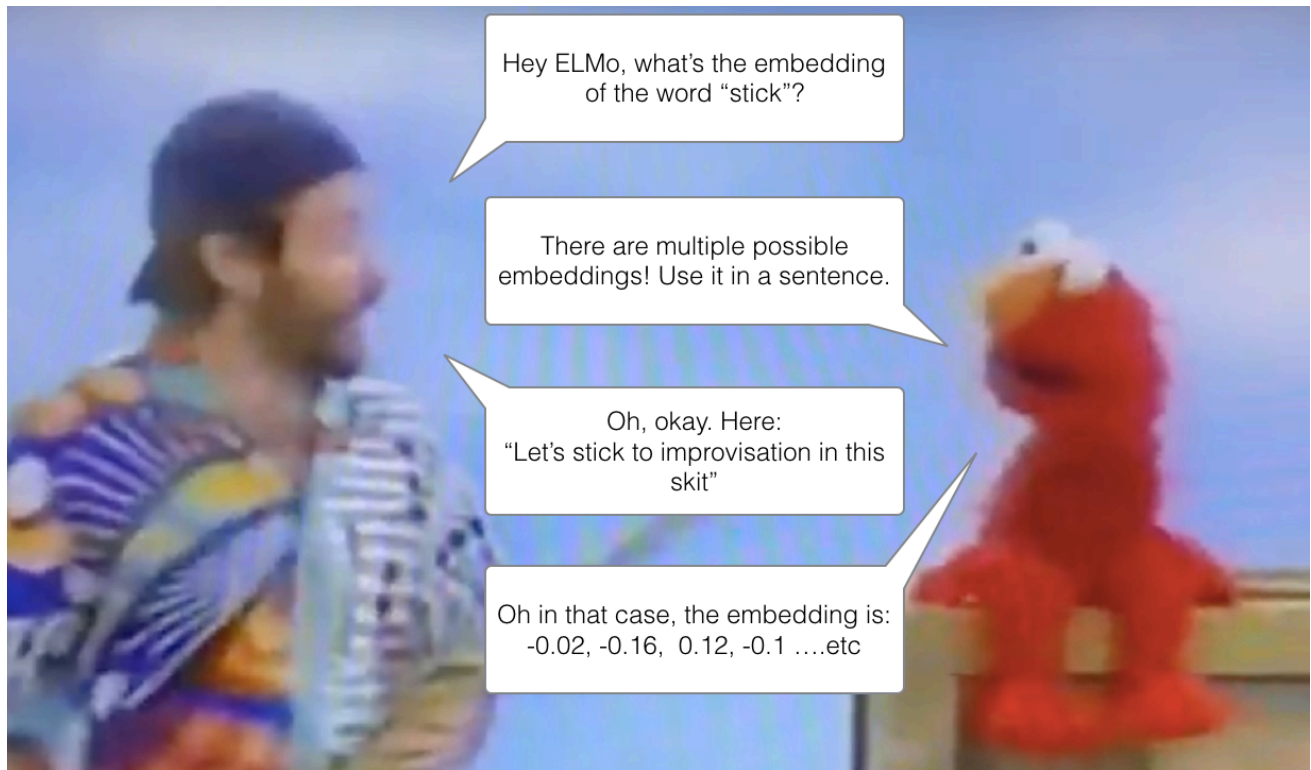 Hey ELMo, what’s the embedding
of the word “stick”?
There are multiple possible
embeddings! Use it in a sentence.
Oh, okay. Here:
“Let’s stick to improvisation in this
skit”
Oh in that case, the embedding is:
-0.02, -0.16,  0.12, -0.1 ….etc